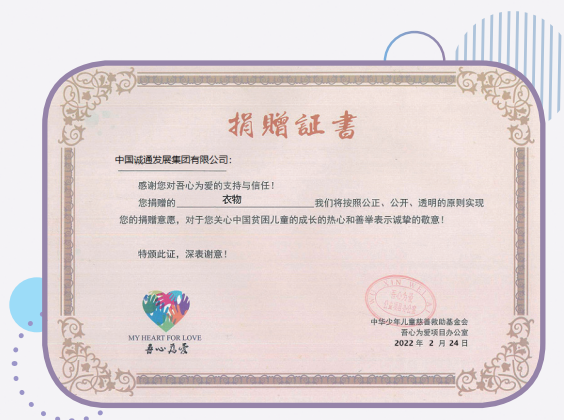 捐贈証書
中国诚通发展集团有限公司：
感谢您对吾心为爱的支持与信任！
您捐赠的 衣物 我们将按照公正、公开、透明的原则实现
您的捐赠意愿，对于您关心中国贫困儿童的成长的热心和善举表示诚挚的敬意！
特颁此证，深表谢意！
MY HEART FOR LOVE
吾心为爱
中华少年儿童慈善救助基金会
吾心为爱项目办公室
2022 年 2 月 24 日